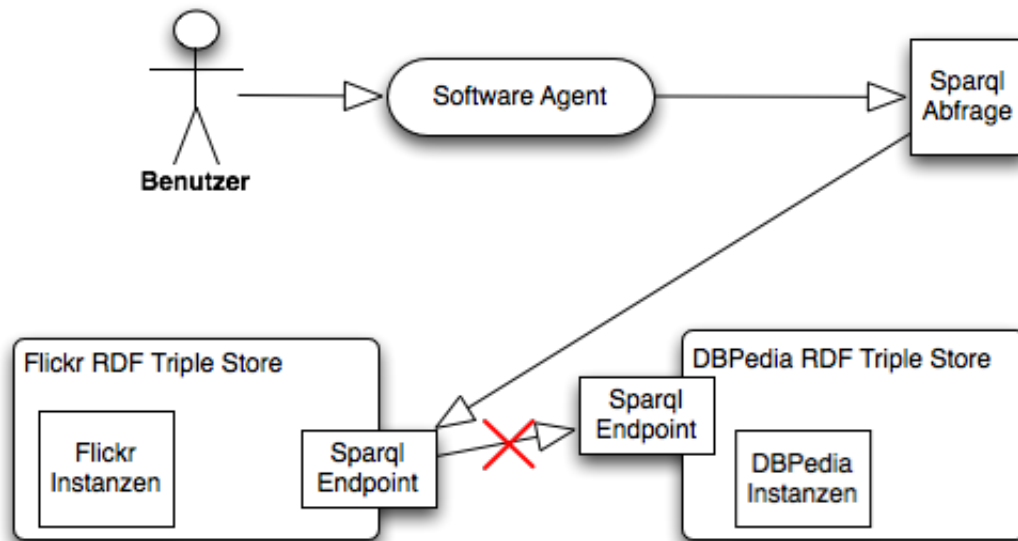 Software Agent
Sparql
Abfrage
Benutzer
Flickr RDF Triple Store
Flickr
Instanzen
Sparql
Endpoint
DBPedia RDF Triple Store
Sparql
Endpoint
DBPedia
Instanzen